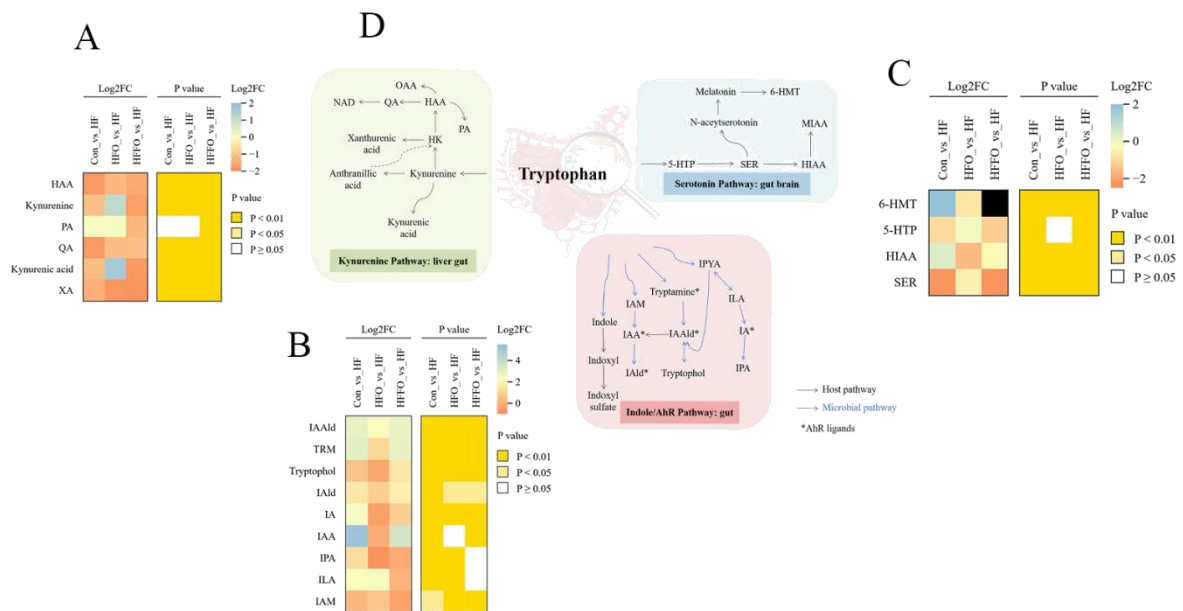 A
Log2FC
P value
Log2FC
Con_vs_HF
HFO_vs_HF
HFFO_vs_HF
Con_vs_HF
HFO_vs_HF
HFFO_vs_HF
2
1
0
−1
−2
HAA
Kynurenine
PA
QA
Kynurenic acid
XA
P value
P < 0.01
P < 0.05
P ≥ 0.05
D
OAA
NAD
QA
HAA
PA
Xanthurenic
acid
HK
Anthranillic
acid
Kynurenine
Kynurenic
acid
Kynurenine Pathway: liver gut
Tryptophan
Melatonin
6-HMT
N-aceytserotonin
MIAA
5-HTP
SER
HIAA
Serotonin Pathway: gut brain
IPYA
Tryptamine*
IAM
ILA
Indole
IAA*
IAAld*
IA*
Indoxyl
IAld*
Tryptophol
IPA
Indoxyl
sulfate
Indole/AhR Pathway: gut
Host pathway
Microbial pathway
*AhR ligands
C
Log2FC
P value
Log2FC
Con_vs_HF
HFO_vs_HF
HFFO_vs_HF
Con_vs_HF
HFO_vs_HF
HFFO_vs_HF
2
0
−2
6-HMT
5-HTP
HIAA
SER
P value
P < 0.01
P < 0.05
P ≥ 0.05
B
Log2FC
P value
Log2FC
Con_vs_HF
HFO_vs_HF
HFFO_vs_HF
Con_vs_HF
HFO_vs_HF
HFFO_vs_HF
4
2
0
IAAld
TRM
Tryptophol
IAld
IA
IAA
IPA
ILA
IAM
P value
P < 0.01
P < 0.05
P ≥ 0.05